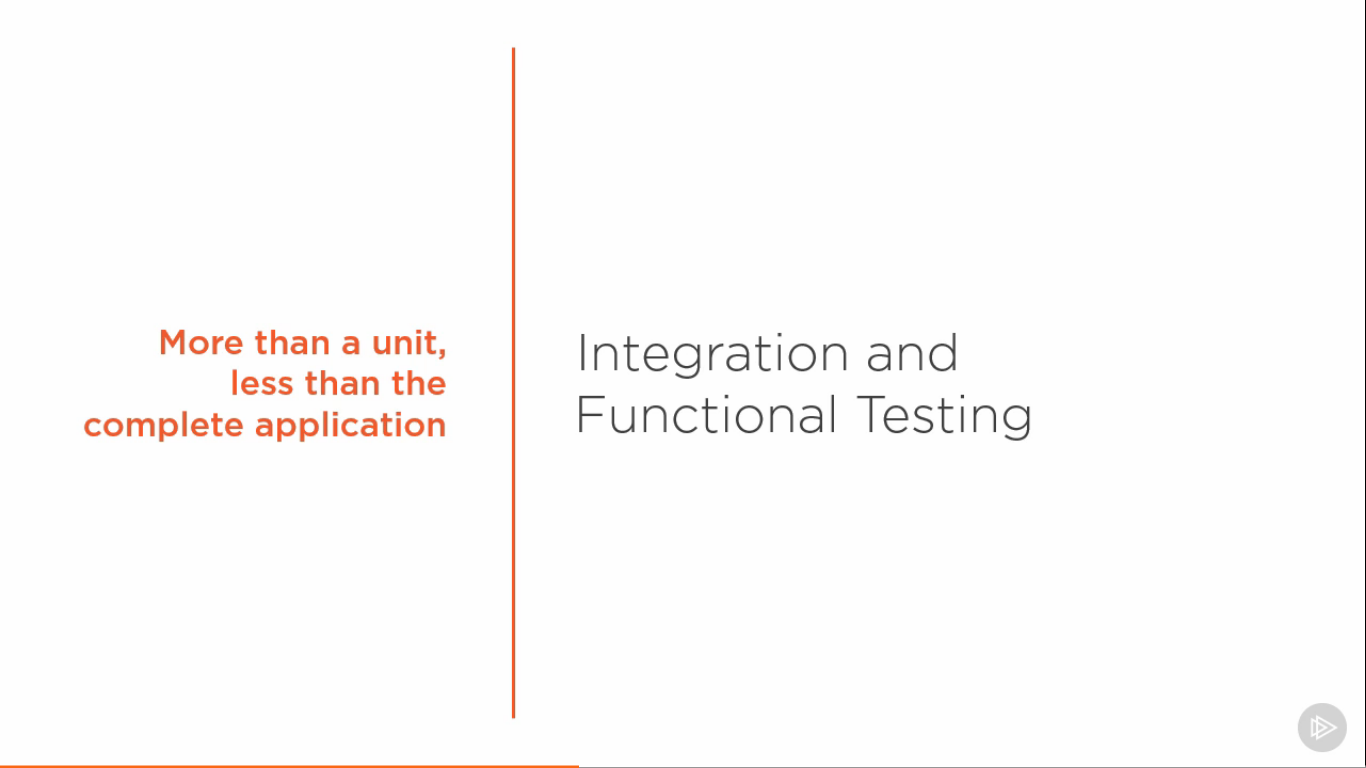 More than a unit,
less than the
complete application
Integration and
Functional Testing